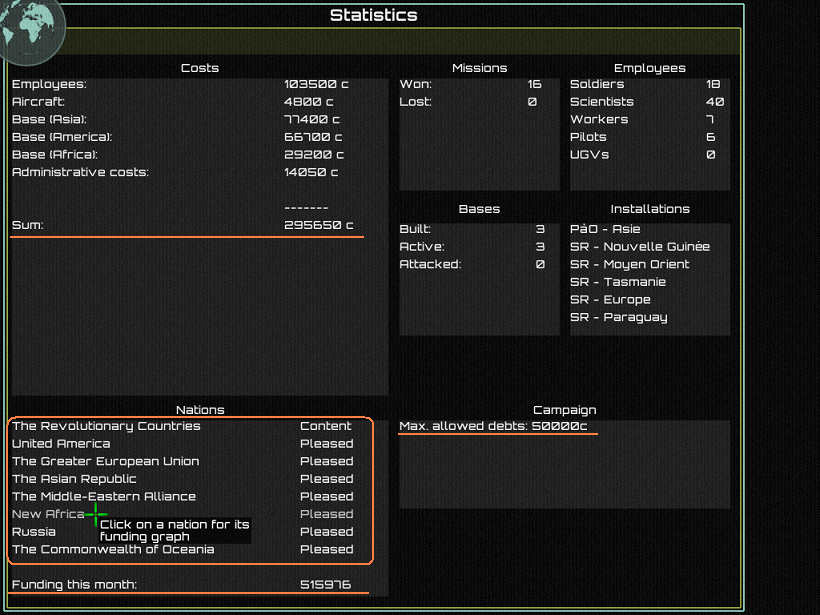 Statistics
Costs
Employees: 103500 c
Aircraft: 4800 c
Base (Asia): 77400 c
Base (America): 66700 c
Base (Africa): 29200 c
Administrative costs: 14050 c
-------
Sum: 295650 c
Missions
Won: 16
Lost: 0
Employees
Soldiers 18
Scientists 40
Workers 7
Pilots 6
UGVs 0
Bases
Built: 3
Active: 3
Attacked: 0
Installations
PàO - Asie
SR - Nouvelle Guinée
SR - Moyen Orient
SR - Tasmanie
SR - Europe
SR - Paraguay
Nations
The Revolutionary Countries Content
United America Pleased
The Greater European Union Pleased
The Asian Republic Pleased
The Middle-Eastern Alliance Pleased
New Africa Pleased
Russia Pleased
The Commonwealth of Oceania Pleased
Click on a nation for its
funding graph
Funding this month: 515976
Campaign
Max. allowed debts: 50000c